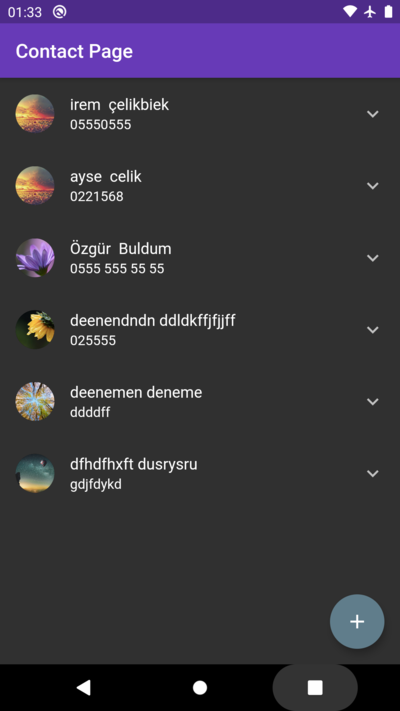 01:33
Contact Page
irem  çelikbiek
05550555
ayse  celik
0221568
Özgür  Buldum
0555 555 55 55
deenendndn ddldkffjfjjff
025555
deenemen deneme
ddddff
dfhdfhxft dusrysru
gdjfdykd